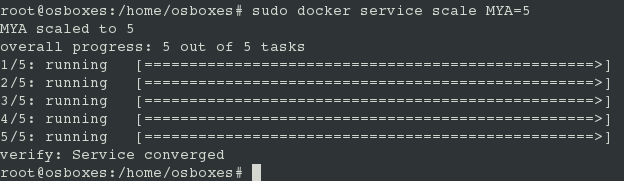 root@osboxes:/home/osboxes# sudo docker service scale MYA=5
MYA scaled to 5
overall progress: 5 out of 5 tasks
1/5: running   [==================================================>]
2/5: running   [==================================================>]
3/5: running   [==================================================>]
4/5: running   [==================================================>]
5/5: running   [==================================================>]
verify: Service converged
root@osboxes:/home/osboxes#